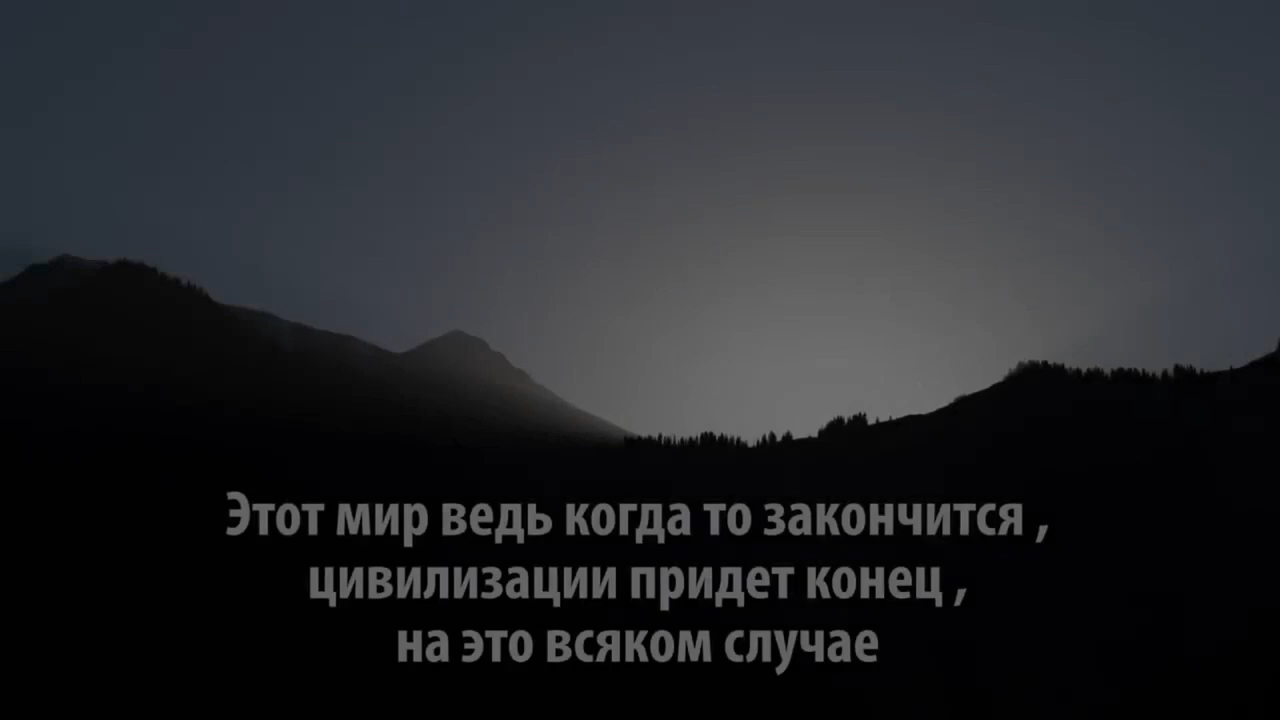 Этот мир ведь когда то закончится ,
цивилизации придет конец ,
на это всяком случае